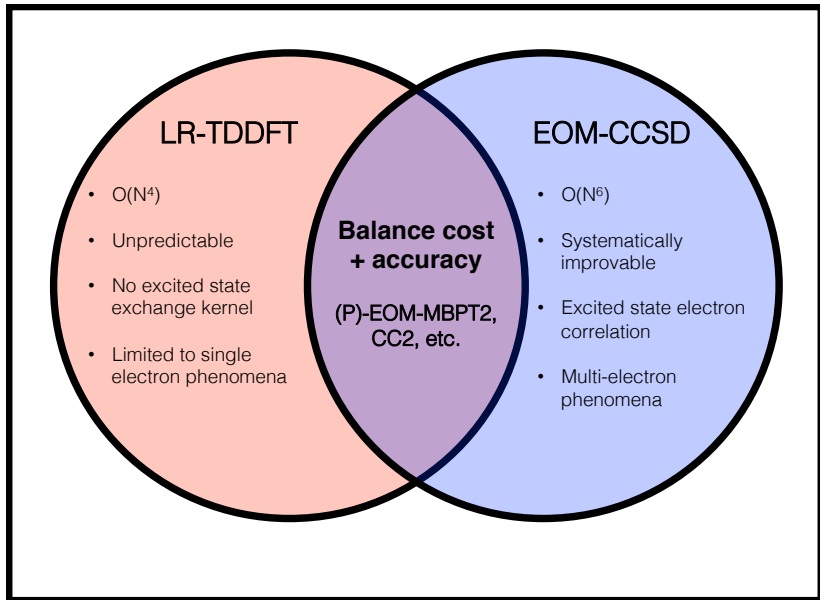 LR-TDDFT
• O(N⁴)
• Unpredictable
• No excited state
exchange kernel
• Limited to single
electron phenomena
Balance cost
+ accuracy
(P)-EOM-MBPT2,
CC2, etc.
EOM-CCSD
• O(N⁶)
• Systematically
improvable
• Excited state electron
correlation
• Multi-electron
phenomena